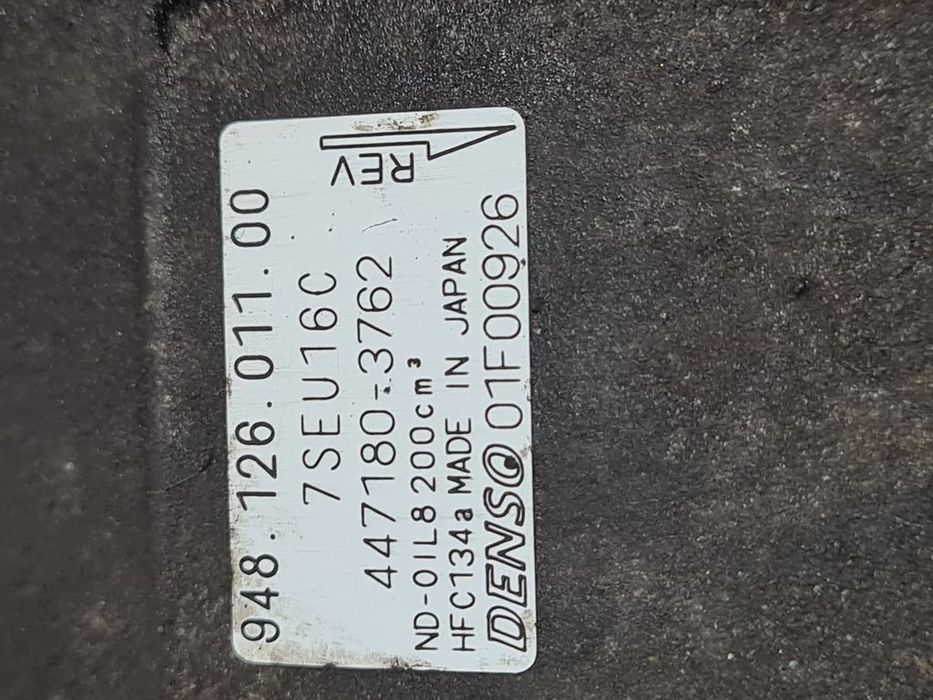 948.126.011.00
7SEU16C
447180-3762
ND-OIL8 200cm³
HFC134a MADE IN JAPAN
DENSO 01F00926
REV